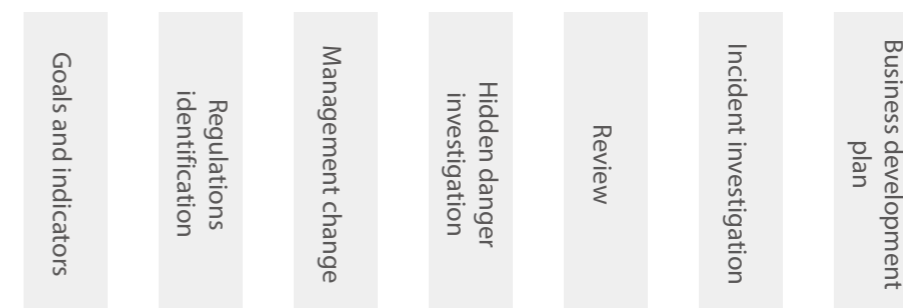 Goals and indicators
Regulations
identification
Management change
Hidden danger
investigation
Review
Incident investigation
Business development
plan